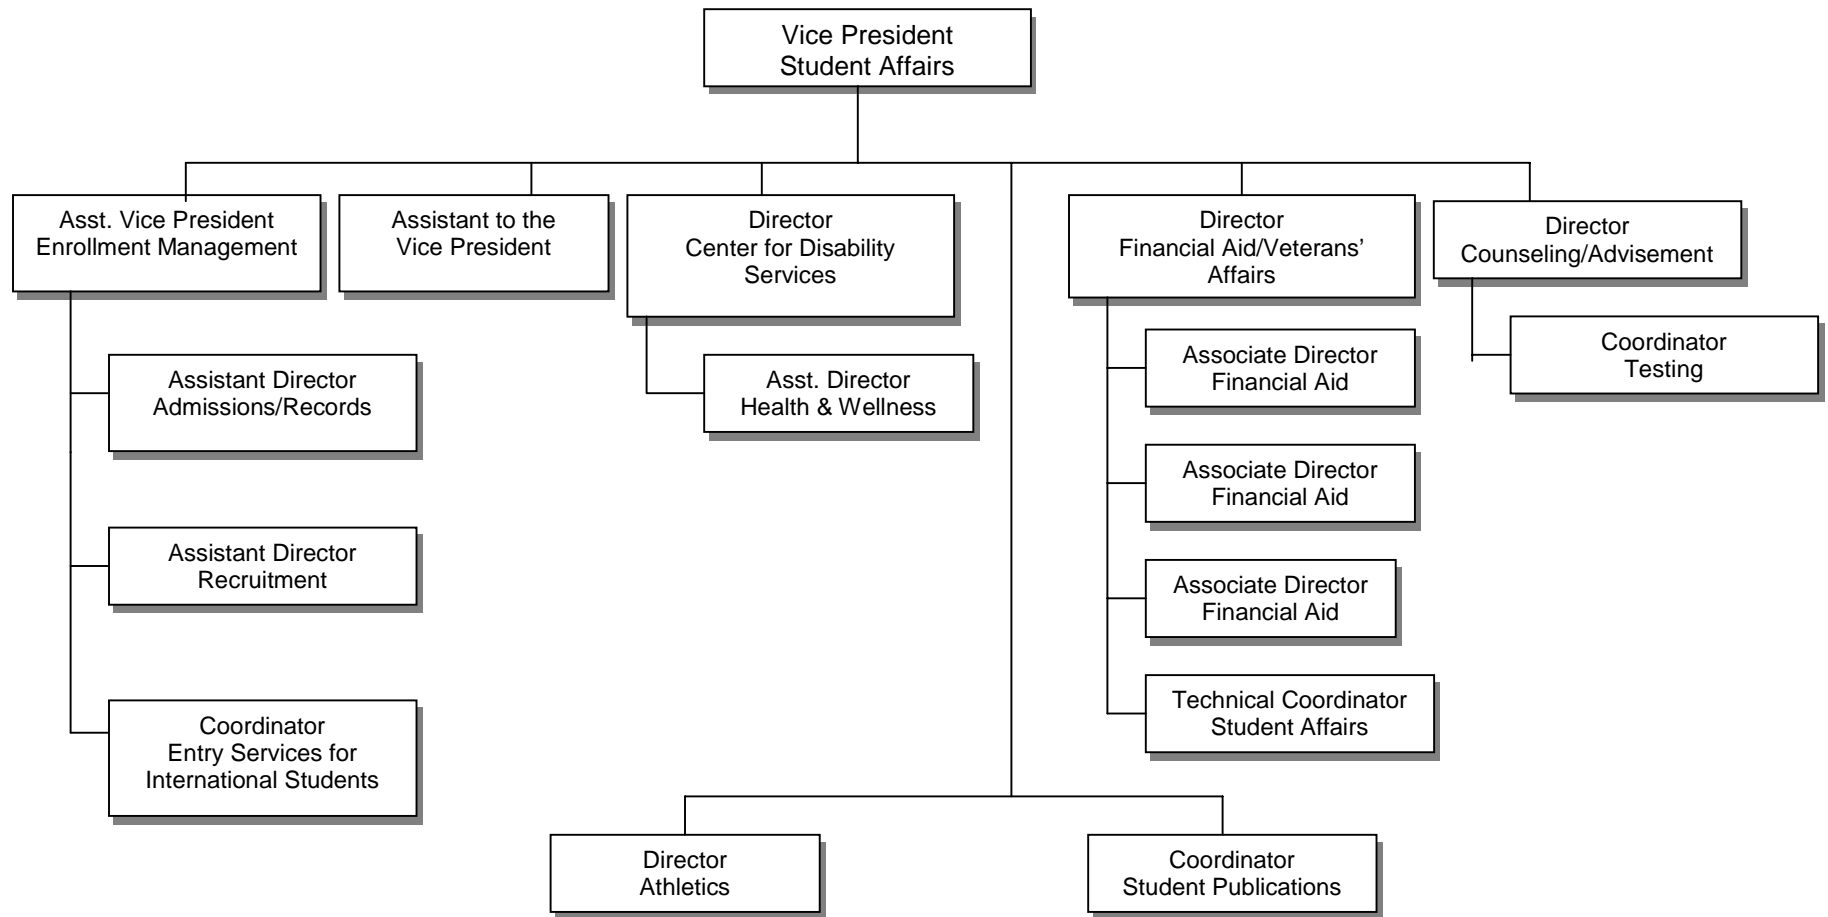 Vice President
Student Affairs
Asst. Vice President
Enrollment Management
Assistant to the
Vice President
Director
Center for Disability
Services
Director
Financial Aid/Veterans’
Affairs
Director
Counseling/Advisement
Assistant Director
Admissions/Records
Assistant Director
Recruitment
Coordinator
Entry Services for
International Students
Asst. Director
Health & Wellness
Associate Director
Financial Aid
Associate Director
Financial Aid
Associate Director
Financial Aid
Technical Coordinator
Student Affairs
Coordinator
Testing
Director
Athletics
Coordinator
Student Publications